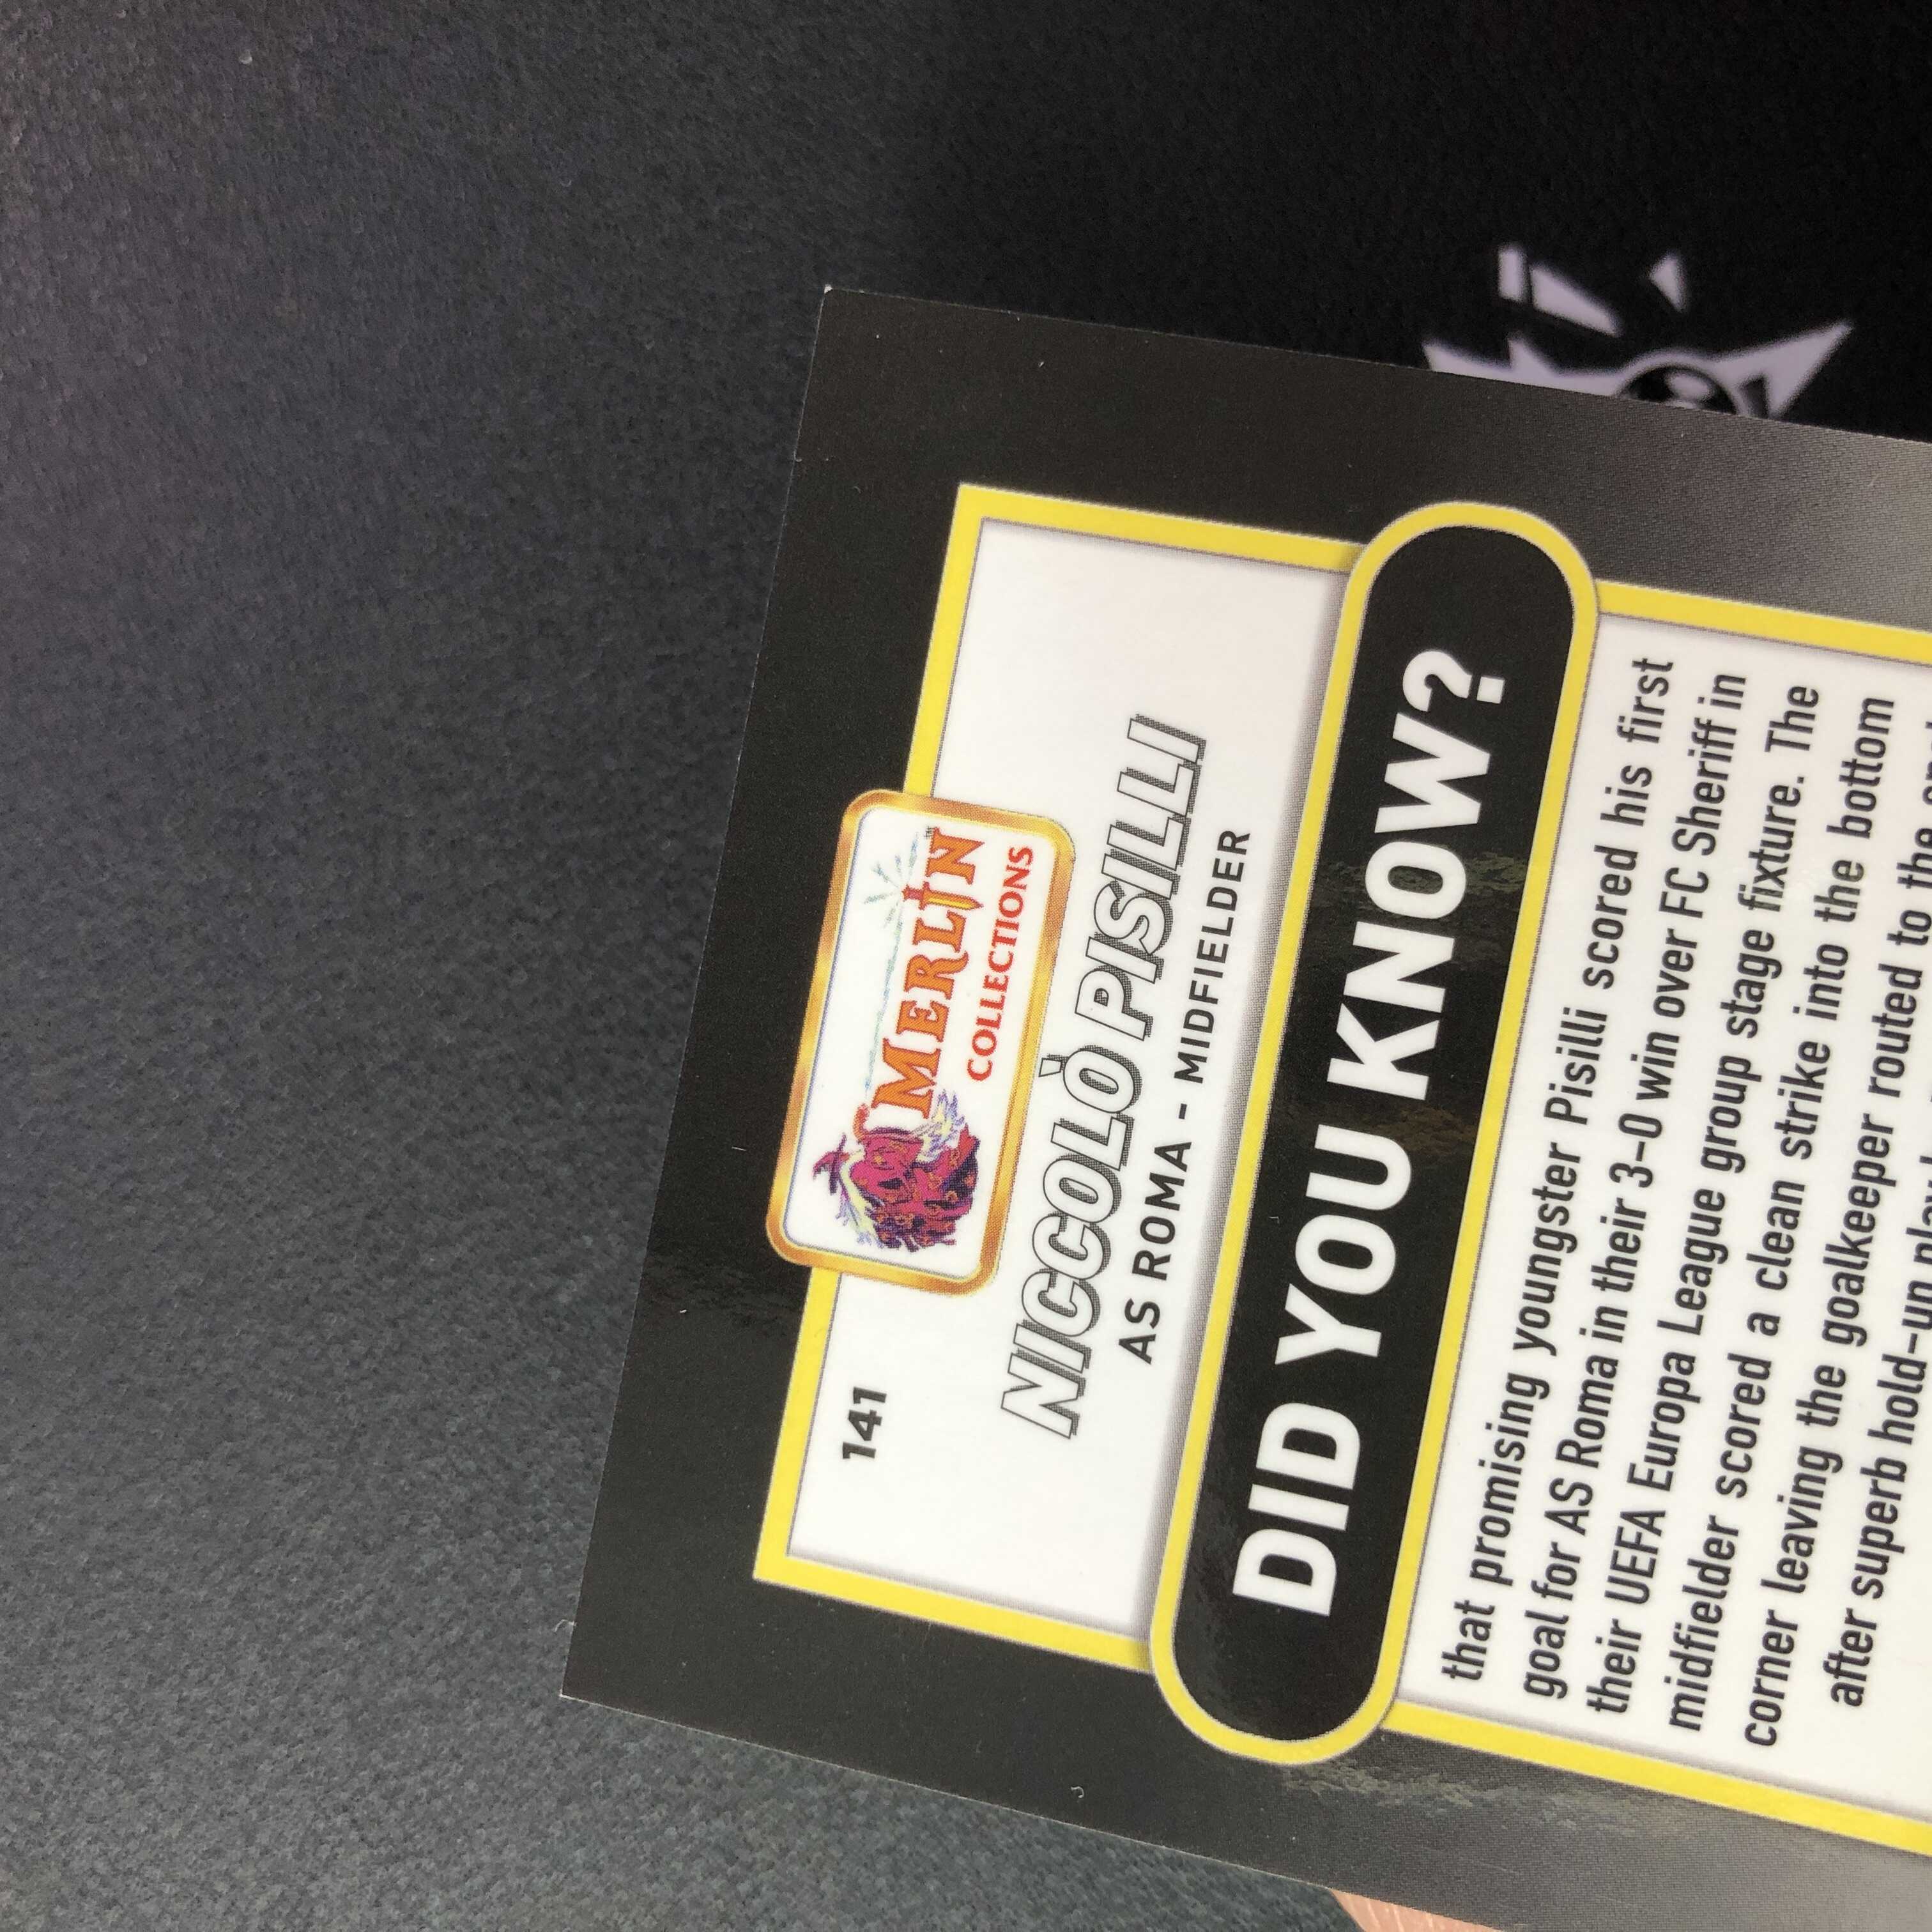 141
MERLIN™
COLLECTIONS
NICCOLÒ PISILLI
AS ROMA - MIDFIELDER
DID YOU KNOW?
that promising youngster Pisilli scored his first
goal for AS Roma in their 3-0 win over FC Sheriff in
their UEFA Europa League group stage fixture. The
midfielder scored a clean strike into the bottom
corner leaving the goalkeeper routed to the
after superb hold-up